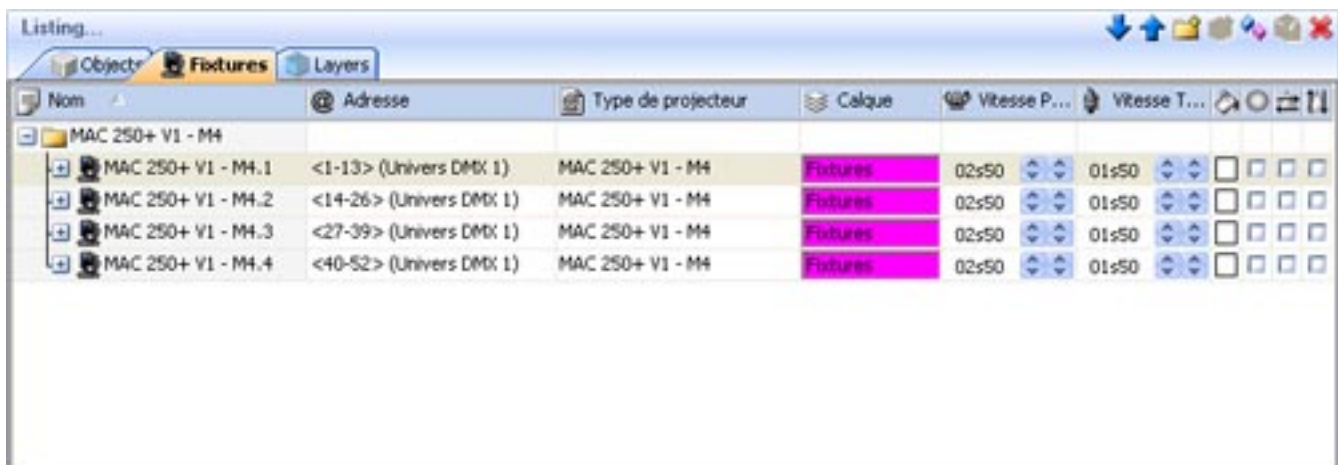 Listing...
Objects Fixtures Layers
Nom Adresse Type de projecteur Calque Vitesse P... Vitesse T...
MAC 250+ V1 - M4
MAC 250+ V1 - M4.1 <1-13> (Univers DMX 1) MAC 250+ V1 - M4 Fixtures 02s50 01s50
MAC 250+ V1 - M4.2 <14-26> (Univers DMX 1) MAC 250+ V1 - M4 Fixtures 02s50 01s50
MAC 250+ V1 - M4.3 <27-39> (Univers DMX 1) MAC 250+ V1 - M4 Fixtures 02s50 01s50
MAC 250+ V1 - M4.4 <40-52> (Univers DMX 1) MAC 250+ V1 - M4 Fixtures 02s50 01s50